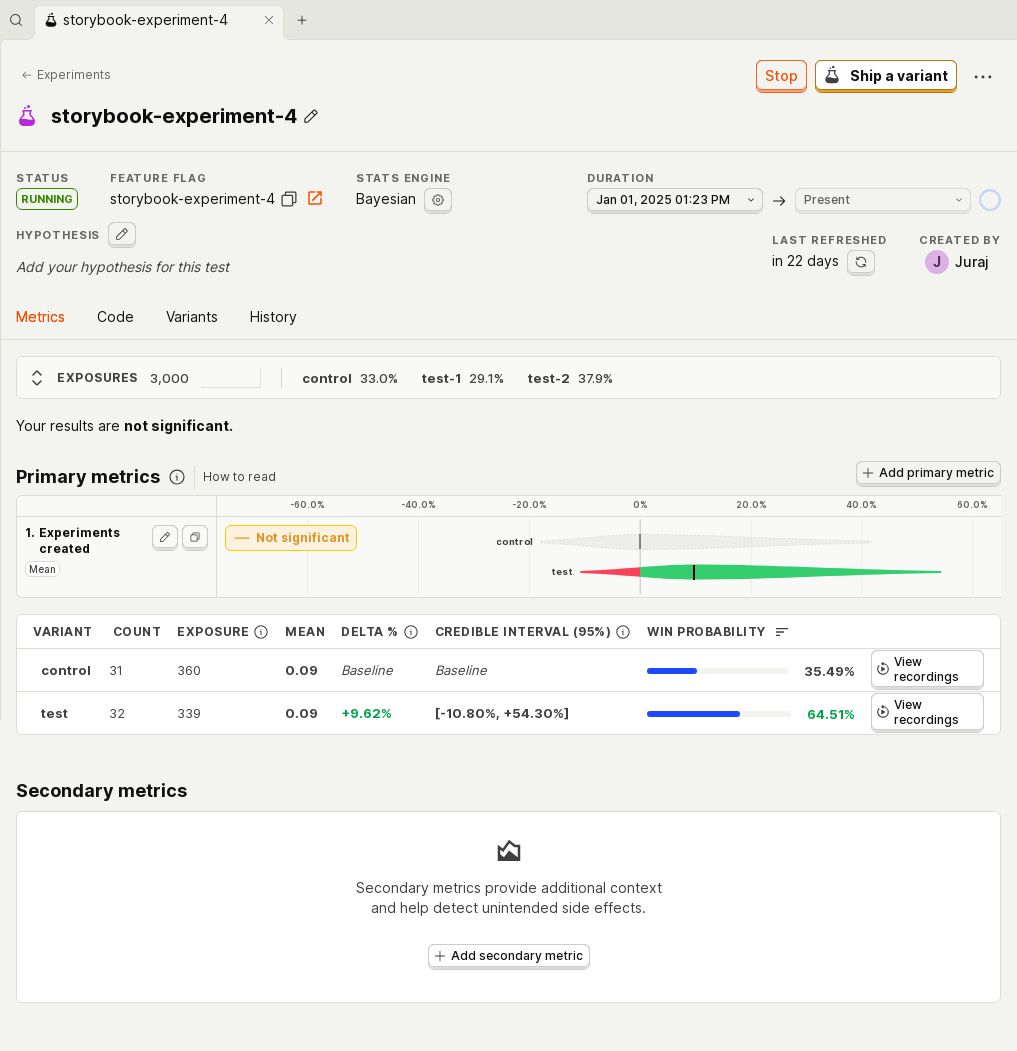 storybook-experiment-4
Experiments
Stop
Ship a variant
storybook-experiment-4
STATUS
RUNNING
FEATURE FLAG
storybook-experiment-4
STATS ENGINE
Bayesian
DURATION
Jan 01, 2025 01:23 PM
Present
HYPOTHESIS
Add your hypothesis for this test
LAST REFRESHED
in 22 days
CREATED BY
J Juraj
Metrics Code Variants History
EXPOSURES 3,000 control 33.0% test-1 29.1% test-2 37.9%
Your results are not significant.
Primary metrics How to read
Add primary metric
-60.0% -40.0% -20.0% 0% 20.0% 40.0% 60.0%
1. Experiments
created
Mean
Not significant
control
test
VARIANT COUNT EXPOSURE MEAN DELTA % CREDIBLE INTERVAL (95%) WIN PROBABILITY
control 31 360 0.09 Baseline Baseline 35.49% View
recordings
test 32 339 0.09 +9.62% [-10.80%, +54.30%] 64.51% View
recordings
Secondary metrics
Secondary metrics provide additional context
and help detect unintended side effects.
Add secondary metric